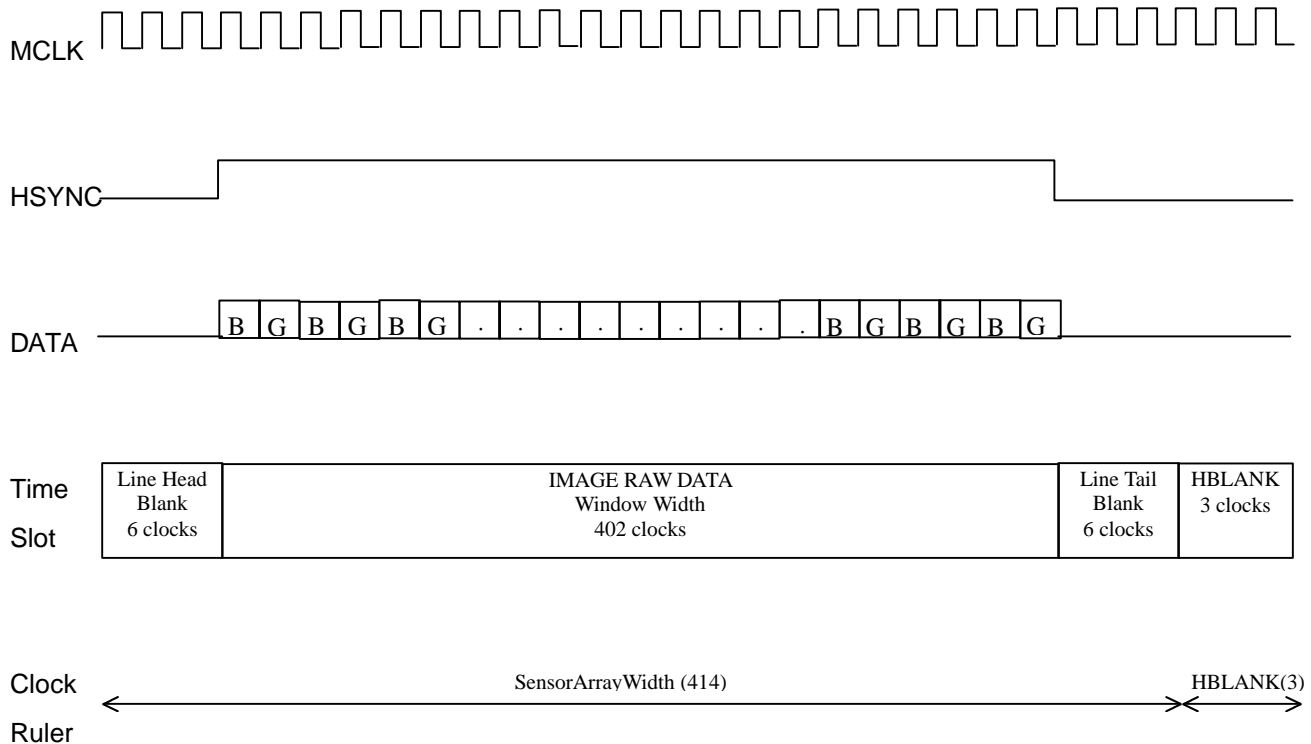 MCLK
HSYNC
B G B G B G . . . . . . . . . B G B G B G
DATA
Time
Slot
Line Head
Blank
6 clocks
IMAGE RAW DATA
Window Width
402 clocks
Line Tail
Blank
6 clocks
HBLANK
3 clocks
Clock
Ruler
SensorArrayWidth (414)
HBLANK(3)